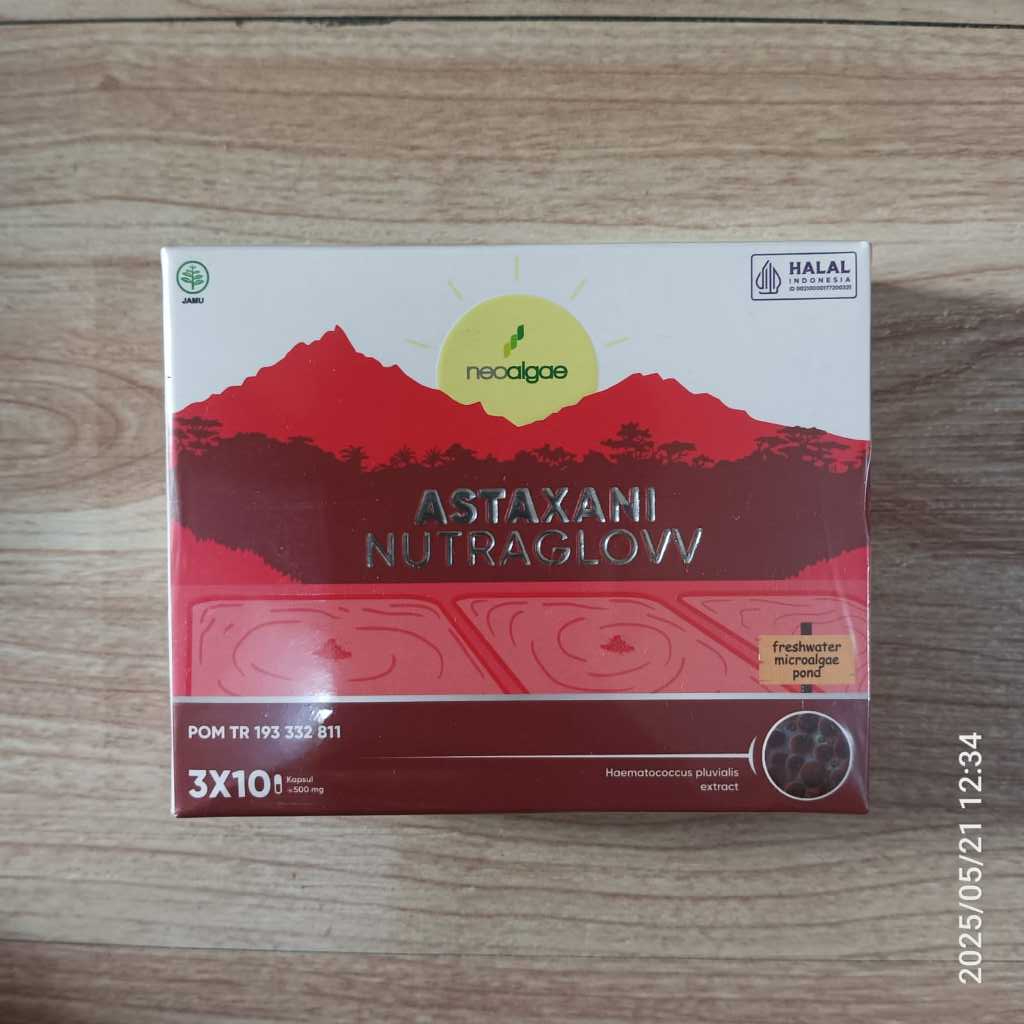 JAMU
HALAL
INDONESIA
neoalgae
ASTAXANI
NUTRAGLOVV
freshwater
microalgae
pond
POM TR 193 332 811
3X10
Kapsul
±500 mg
Haematococcus pluvialis
extract
2025/05/21 12:34